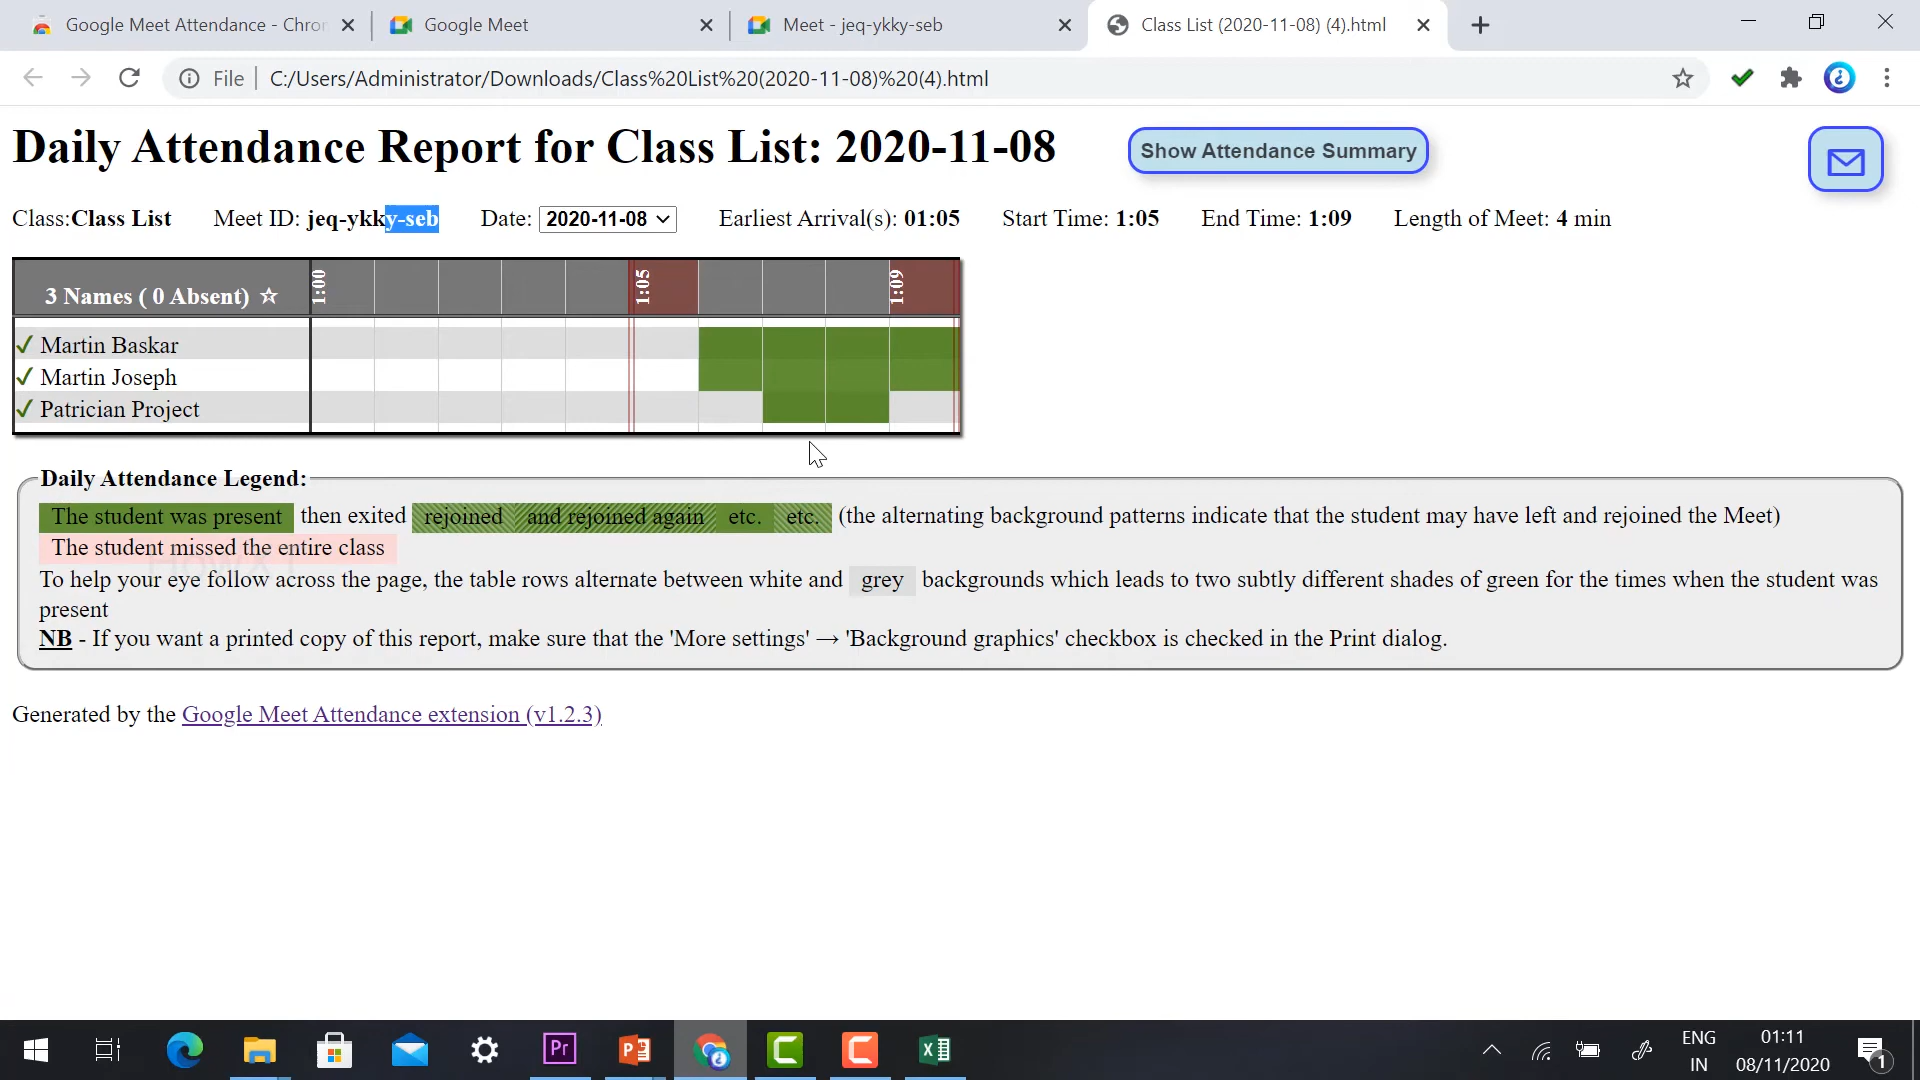 Google Meet Attendance - Chro
Google Meet
Meet - jeq-ykky-seb
Class List (2020-11-08) (4).html
File
C:/Users/Administrator/Downloads/Class%20List%20(2020-11-08)%20(4).html
Daily Attendance Report for Class List: 2020-11-08
Show Attendance Summary
Class:Class List Meet ID: jeq-ykky-seb Date: 2020-11-08 Earliest Arrival(s): 01:05 Start Time: 1:05 End Time: 1:09 Length of Meet: 4 min
3 Names ( 0 Absent) ☆ 1:00 1:05 1:09
✓ Martin Baskar
✓ Martin Joseph
✓ Patrician Project
Daily Attendance Legend:
The student was present then exited rejoined and rejoined again etc. etc. (the alternating background patterns indicate that the student may have left and rejoined the Meet)
The student missed the entire class
To help your eye follow across the page, the table rows alternate between white and grey backgrounds which leads to two subtly different shades of green for the times when the student was
present
NB - If you want a printed copy of this report, make sure that the 'More settings' → 'Background graphics' checkbox is checked in the Print dialog.
Generated by the Google Meet Attendance extension (v1.2.3)
Pr
ENG
IN
01:11
08/11/2020
1